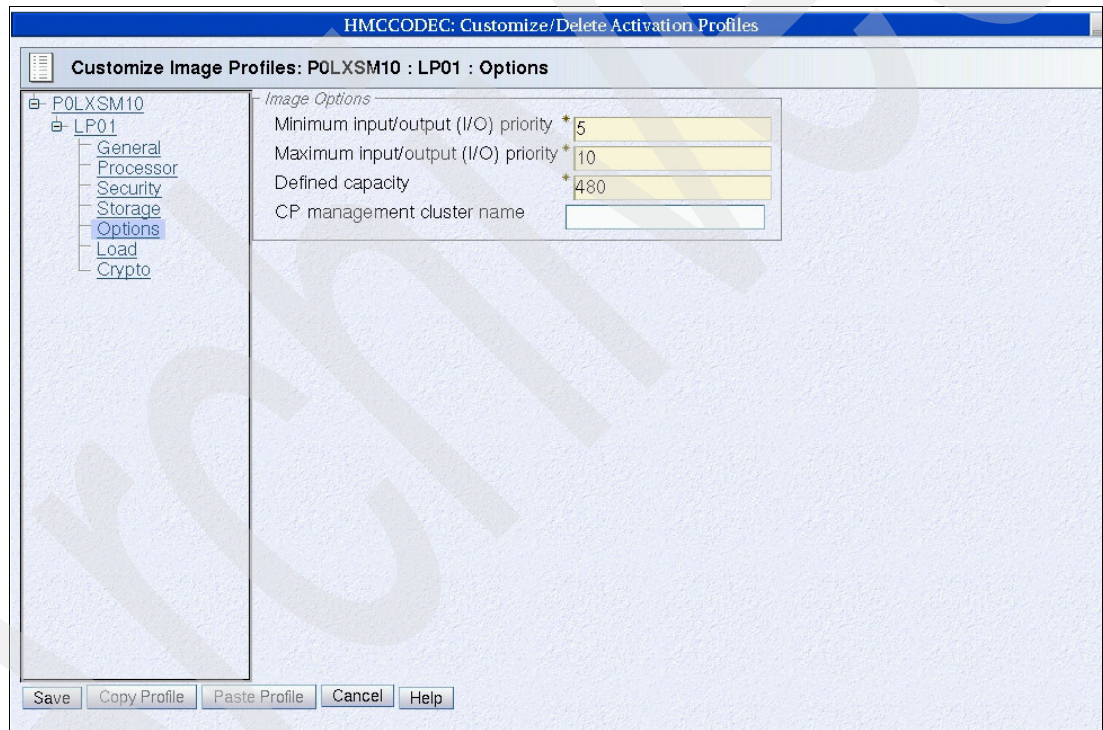 HMCCODEC: Customize/Delete Activation Profiles
Customize Image Profiles: P0LXSM10 : LP01 : Options
P0LXSM10
LP01
General
Processor
Security
Storage
Options
Load
Crypto
Image Options
Minimum input/output (I/O) priority * 5
Maximum input/output (I/O) priority * 10
Defined capacity * 480
CP management cluster name
Save Copy Profile Paste Profile Cancel Help